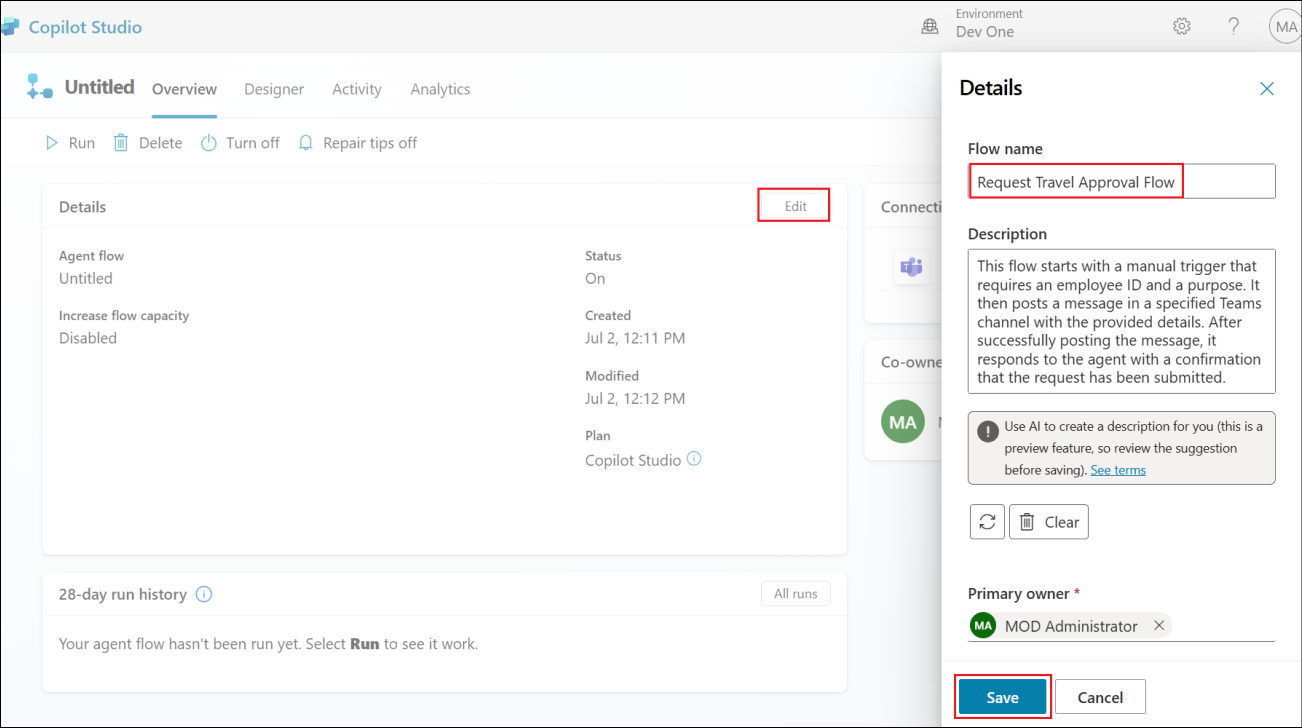 Copilot Studio
Environment
Dev One
MA
Untitled
Overview
Designer
Activity
Analytics
Run
Delete
Turn off
Repair tips off
Details
Edit
Agent flow
Untitled
Increase flow capacity
Disabled
Status
On
Created
Jul 2, 12:11 PM
Modified
Jul 2, 12:12 PM
Plan
Copilot Studio
28-day run history
All runs
Your agent flow hasn't been run yet. Select Run to see it work.
Connecti
Co-owne
MA
Details
Flow name
Request Travel Approval Flow
Description
This flow starts with a manual trigger that
requires an employee ID and a purpose. It
then posts a message in a specified Teams
channel with the provided details. After
successfully posting the message, it
responds to the agent with a confirmation
that the request has been submitted.
Use AI to create a description for you (this is a
preview feature, so review the suggestion
before saving). See terms
Clear
Primary owner *
MA
MOD Administrator
Save
Cancel